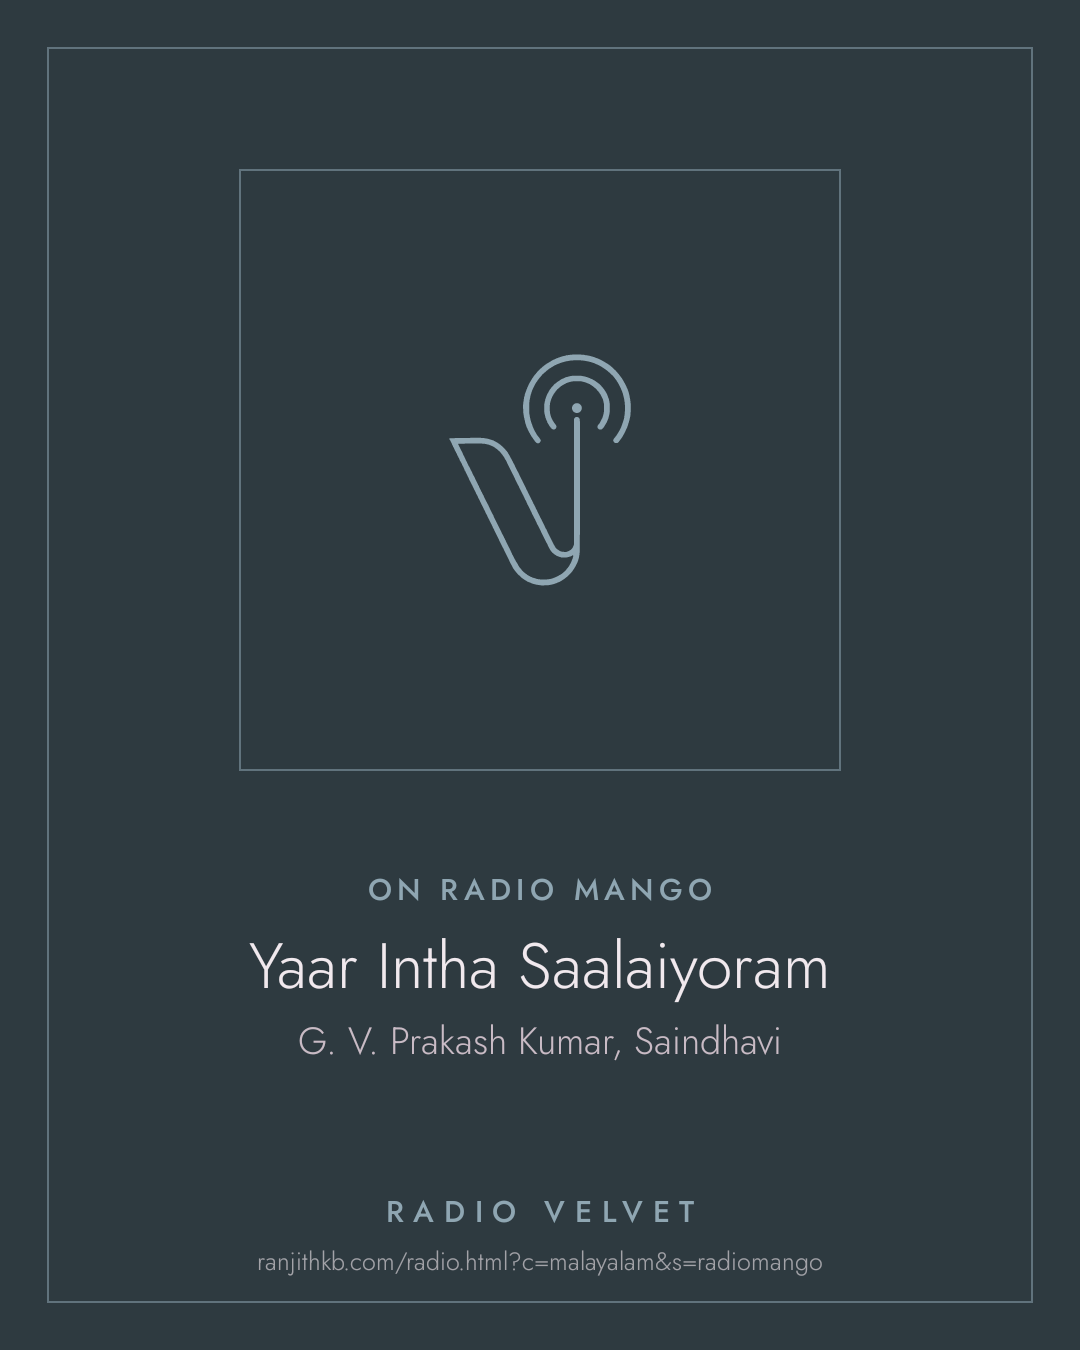 ON RADIO MANGO
Yaar Intha Saalaiyoram
G. V. Prakash Kumar, Saindhavi
RADIO VELVET
ranjithkb.com/radio.html?c=malayalam&s=radiomango